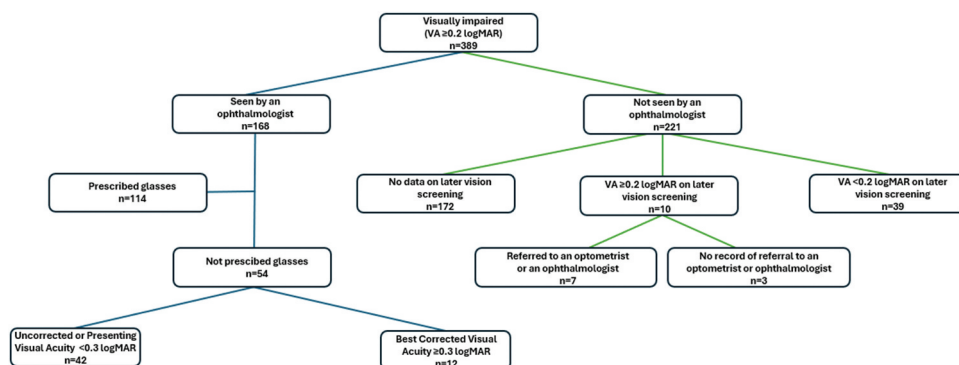 Visually impaired
(VA ≥0.2 logMAR)
n=389
Seen by an
ophthalmologist
n=168
Not seen by an
ophthalmologist
n=221
Prescribed glasses
n=114
No data on later vision
screening
n=172
VA ≥0.2 logMAR on later
vision screening
n=10
VA <0.2 logMAR on later
vision screening
n=39
Not prescibed glasses
n=54
Referred to an optometrist
or an ophthalmologist
n=7
No record of referral to an
optometrist or ophthalmologist
n=3
Uncorrected or Presenting
Visual Acuity <0.3 logMAR
n=42
Best Corrected Visual
Acuity ≥0.3 logMAR
n=12